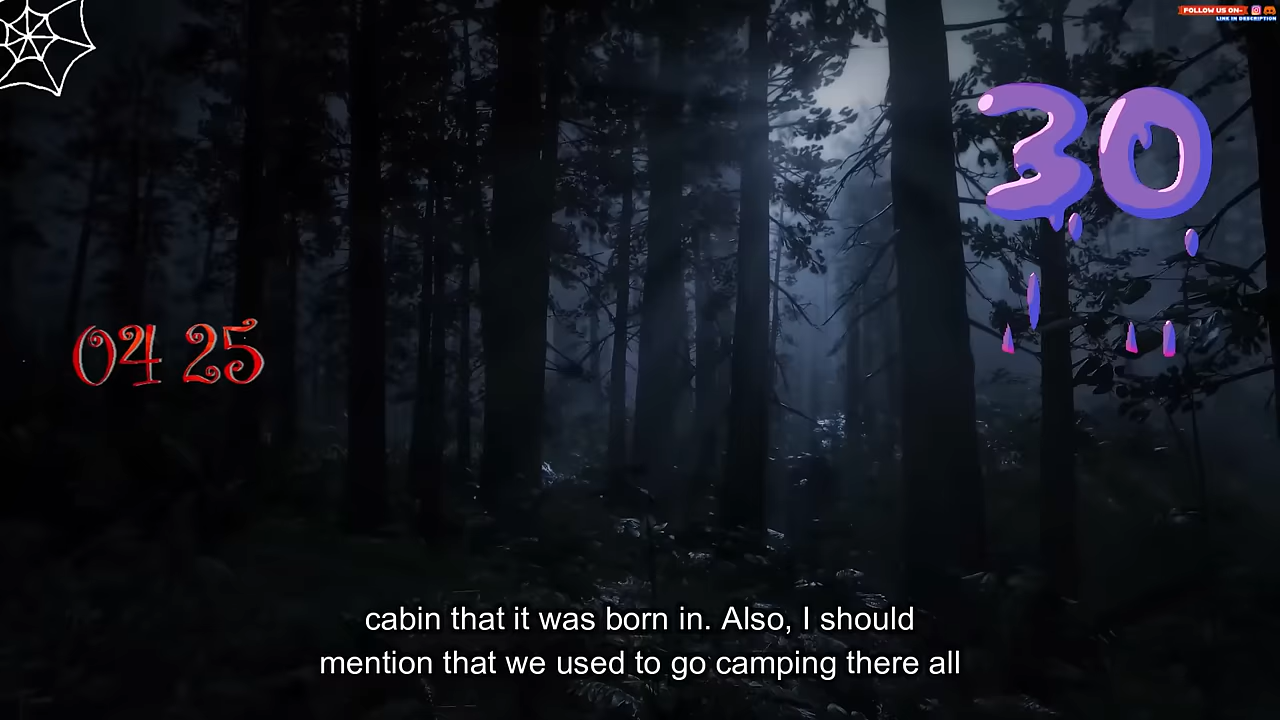 FOLLOW US ON-
LINK IN DESCRIPTION
30
04 25
cabin that it was born in. Also, I should
mention that we used to go camping there all